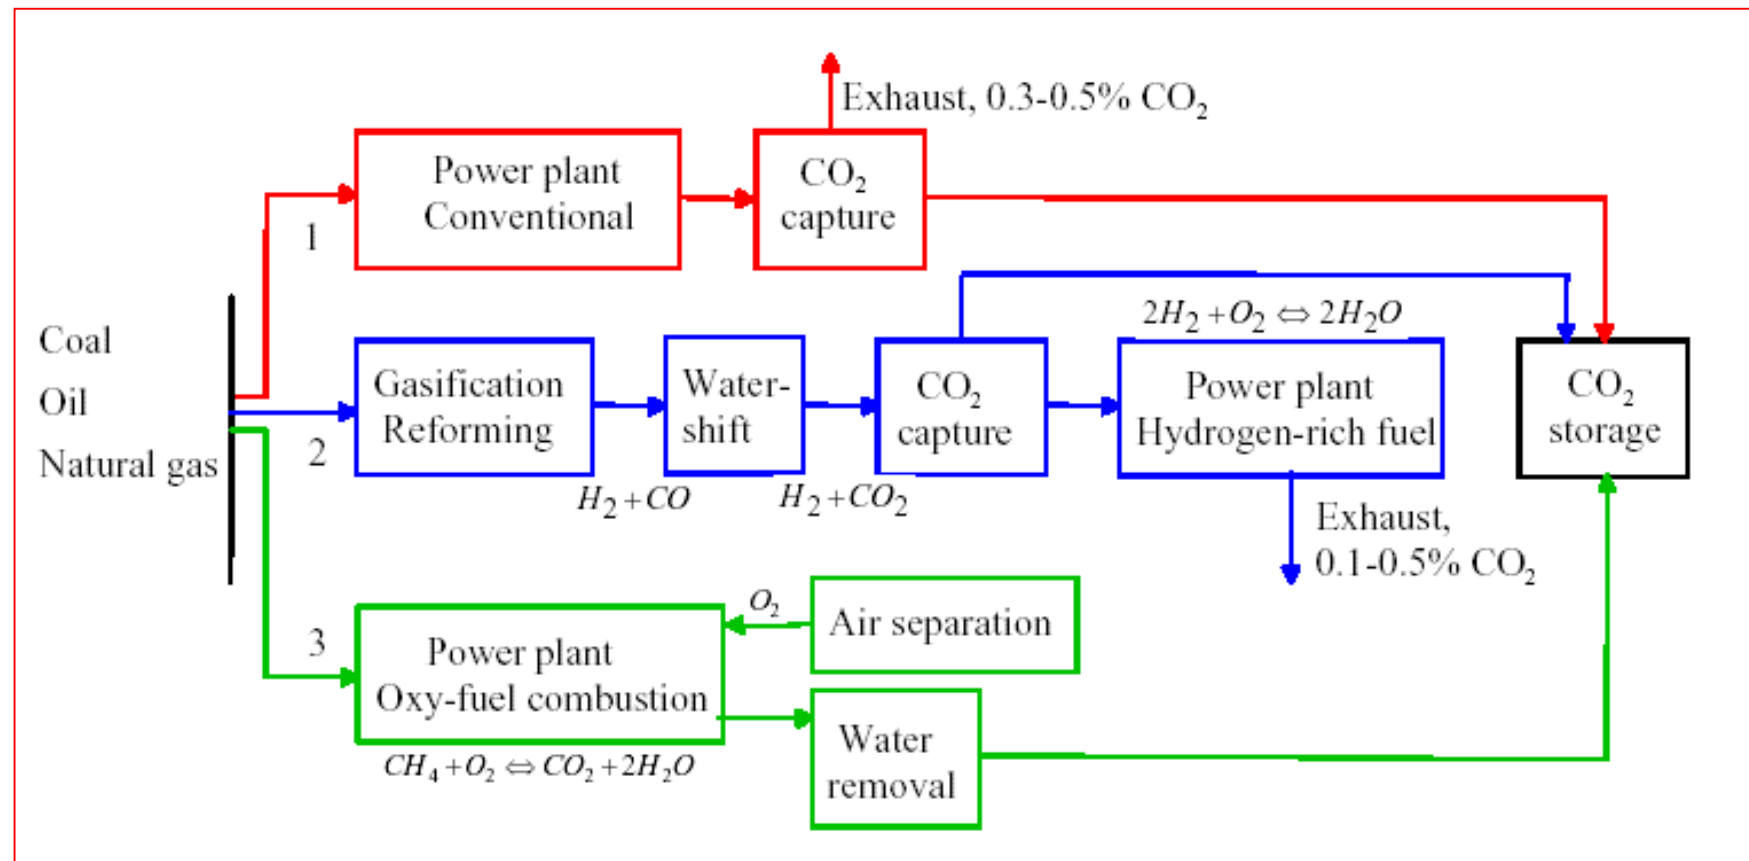 Exhaust, 0.3-0.5% CO₂
Power plant
Conventional
CO₂
capture
1
2H₂+O₂ ⇔ 2H₂O
Coal
Oil
Natural gas
2
Gasification
Reforming
Water-
shift
CO₂
capture
Power plant
Hydrogen-rich fuel
CO₂
storage
H₂+CO
H₂+CO₂
Exhaust,
0.1-0.5% CO₂
3
Power plant
Oxy-fuel combustion
O₂
Air separation
CH₄+O₂ ⇔ CO₂+2H₂O
Water
removal